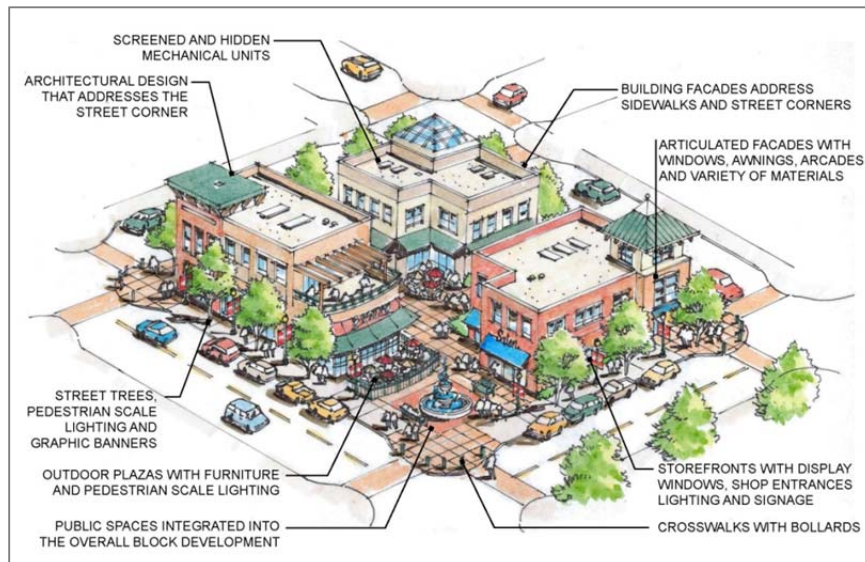 SCREENED AND HIDDEN
MECHANICAL UNITS
ARCHITECTURAL DESIGN
THAT ADDRESSES THE
STREET CORNER
BUILDING FACADES ADDRESS
SIDEWALKS AND STREET CORNERS
ARTICULATED FACADES WITH
WINDOWS, AWNINGS, ARCADES
AND VARIETY OF MATERIALS
STREET TREES,
PEDESTRIAN SCALE
LIGHTING AND
GRAPHIC BANNERS
OUTDOOR PLAZAS WITH FURNITURE
AND PEDESTRIAN SCALE LIGHTING
PUBLIC SPACES INTEGRATED INTO
THE OVERALL BLOCK DEVELOPMENT
STOREFRONTS WITH DISPLAY
WINDOWS, SHOP ENTRANCES
LIGHTING AND SIGNAGE
CROSSWALKS WITH BOLLARDS